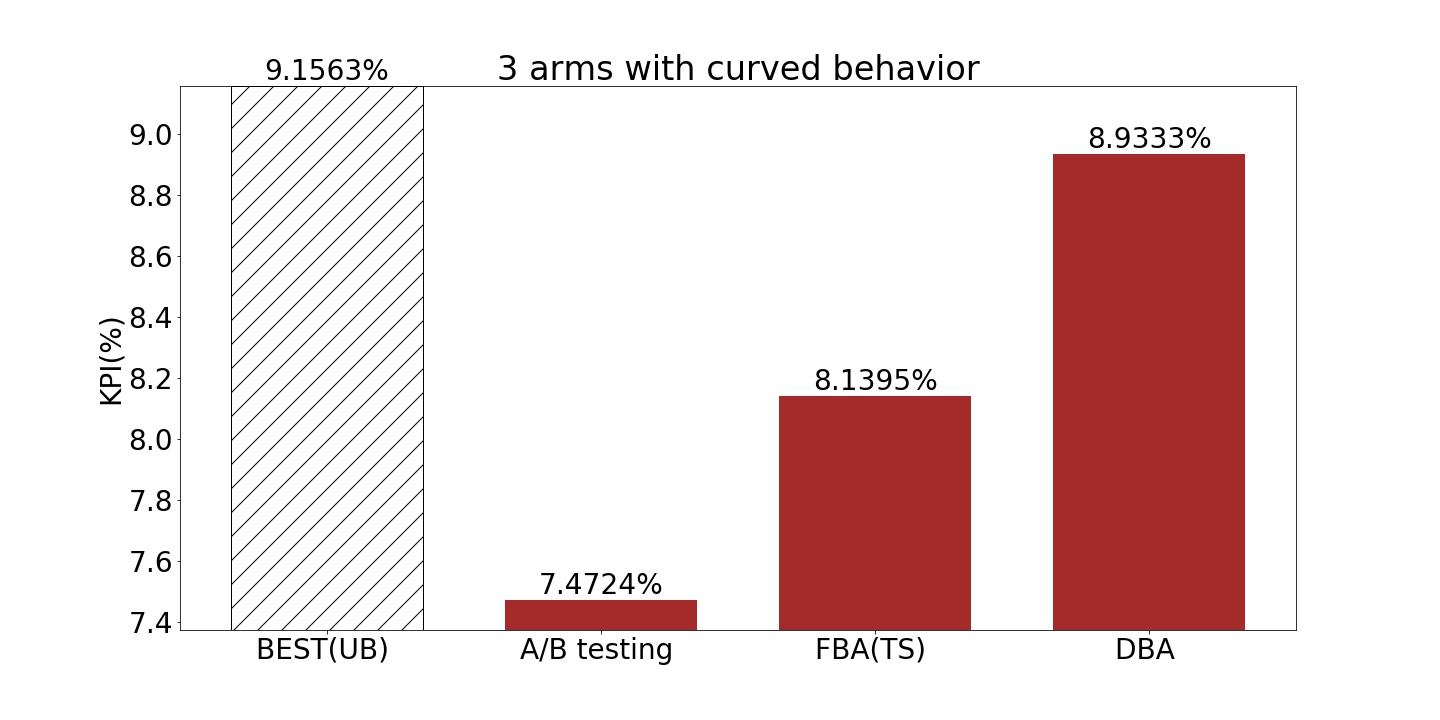 3 arms with curved behavior
9.1563%
7.4724%
8.1395%
8.9333%
KPI(%)
9.0
8.8
8.6
8.4
8.2
8.0
7.8
7.6
7.4
BEST(UB)
A/B testing
FBA(TS)
DBA